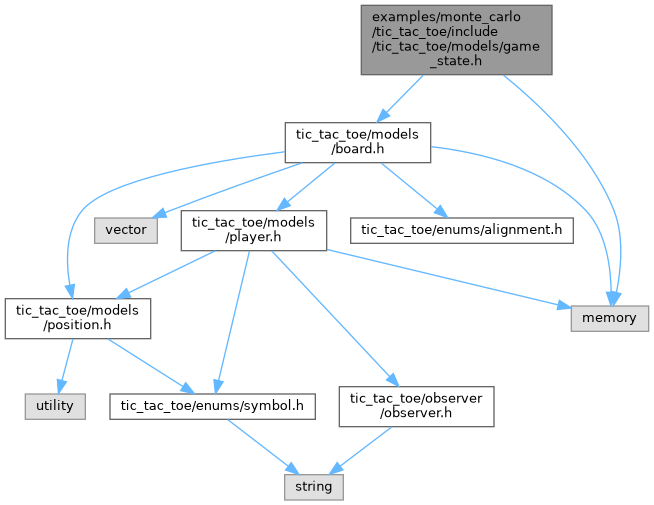 examples/monte_carlo
/tic_tac_toe/include
/tic_tac_toe/models/game
_state.h
tic_tac_toe/models
/board.h
vector
tic_tac_toe/models
/player.h
tic_tac_toe/enums/alignment.h
tic_tac_toe/models
/position.h
memory
utility
tic_tac_toe/enums/symbol.h
tic_tac_toe/observer
/observer.h
string